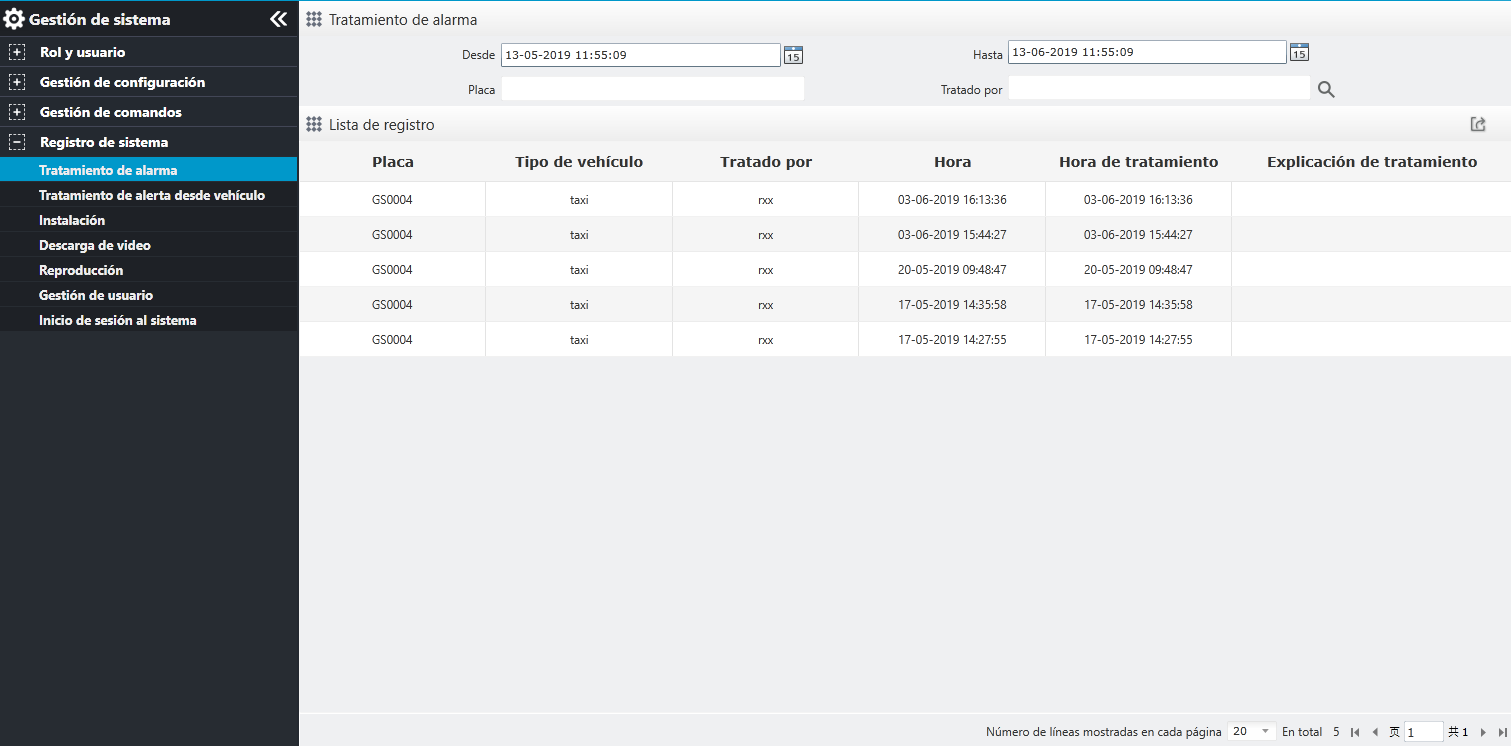 Gestión de sistema
Rol y usuario
Gestión de configuración
Gestión de comandos
Registro de sistema
Tratamiento de alarma
Tratamiento de alerta desde vehículo
Instalación
Descarga de video
Reproducción
Gestión de usuario
Inicio de sesión al sistema
Tratamiento de alarma
Desde 13-05-2019 11:55:09 15 Hasta 13-06-2019 11:55:09 15
Placa Tratado por
Lista de registro
Placa Tipo de vehículo Tratado por Hora Hora de tratamiento Explicación de tratamiento
GS0004 taxi rxx 03-06-2019 16:13:36 03-06-2019 16:13:36
GS0004 taxi rxx 03-06-2019 15:44:27 03-06-2019 15:44:27
GS0004 taxi rxx 20-05-2019 09:48:47 20-05-2019 09:48:47
GS0004 taxi rxx 17-05-2019 14:35:58 17-05-2019 14:35:58
GS0004 taxi rxx 17-05-2019 14:27:55 17-05-2019 14:27:55
Número de líneas mostradas en cada página 20 En total 5 页 1 共 1